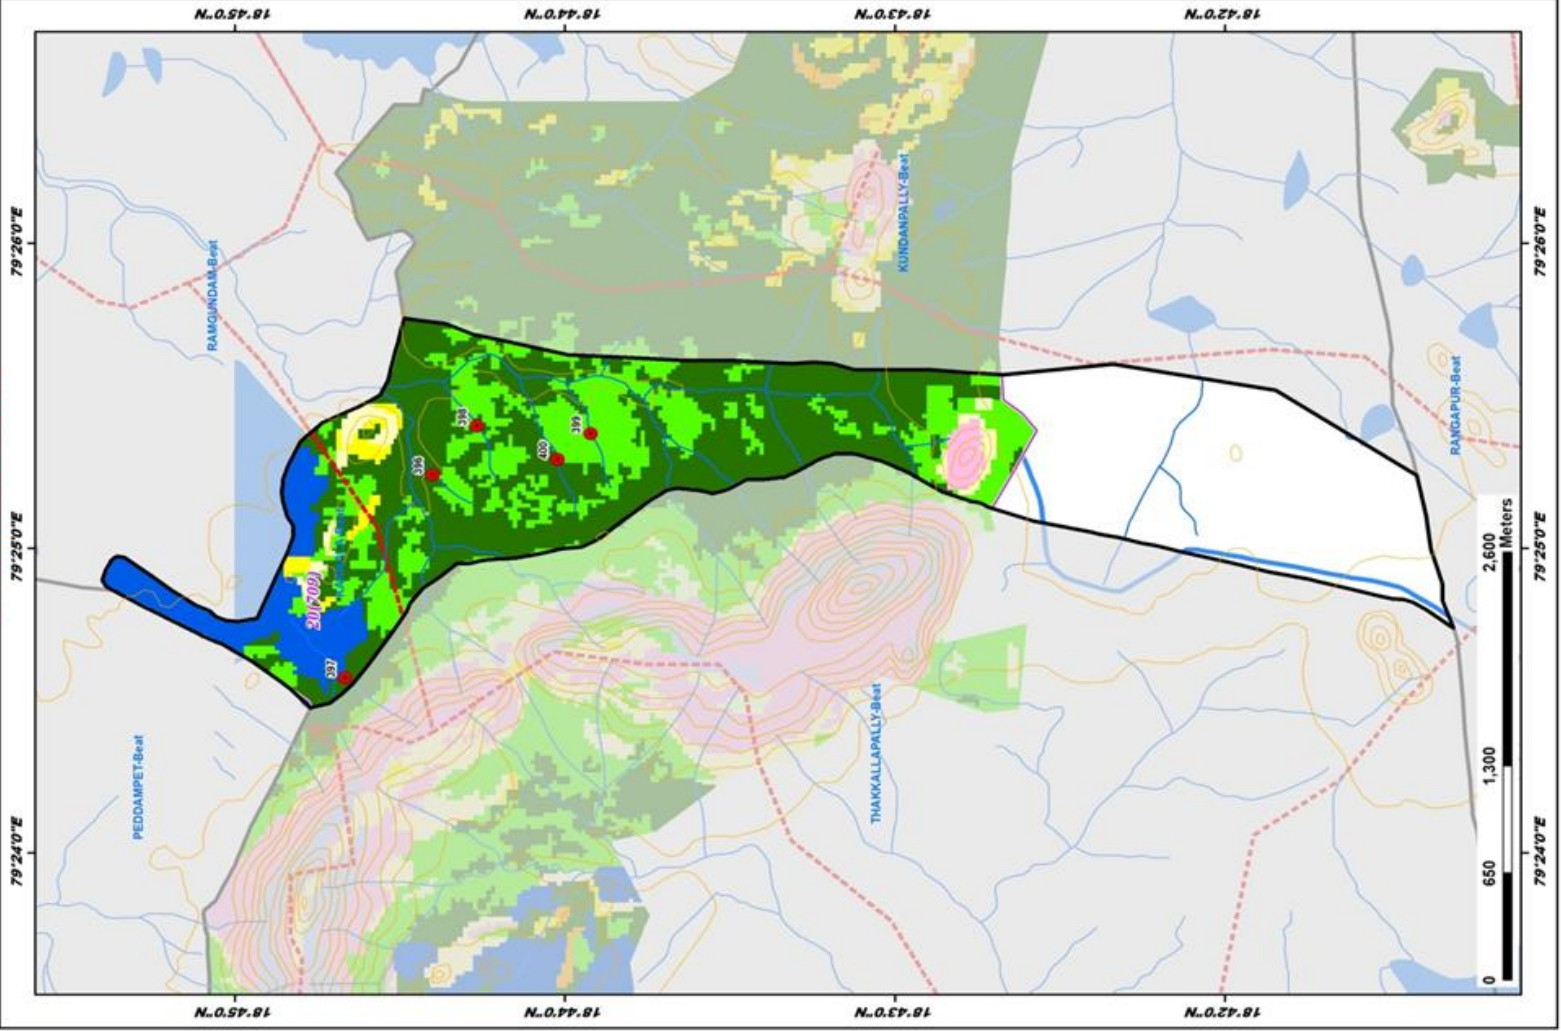 18°45'0"N
18°44'0"N
18°43'0"N
18°42'0"N
79°26'0"E
79°25'0"E
79°24'0"E
RAMGUNDAM-Beat
KUNDANPALLY-Beat
79°26'0"E
RANGAPUR-Beat
398
399
400
396
397
20(709)
PEDDAMPET-Beat
THAKKALLAPALLY-Beat
79°25'0"E
0 650 1,300 2,600
Meters
79°24'0"E
18°45'0"N
18°44'0"N
18°43'0"N
18°42'0"N